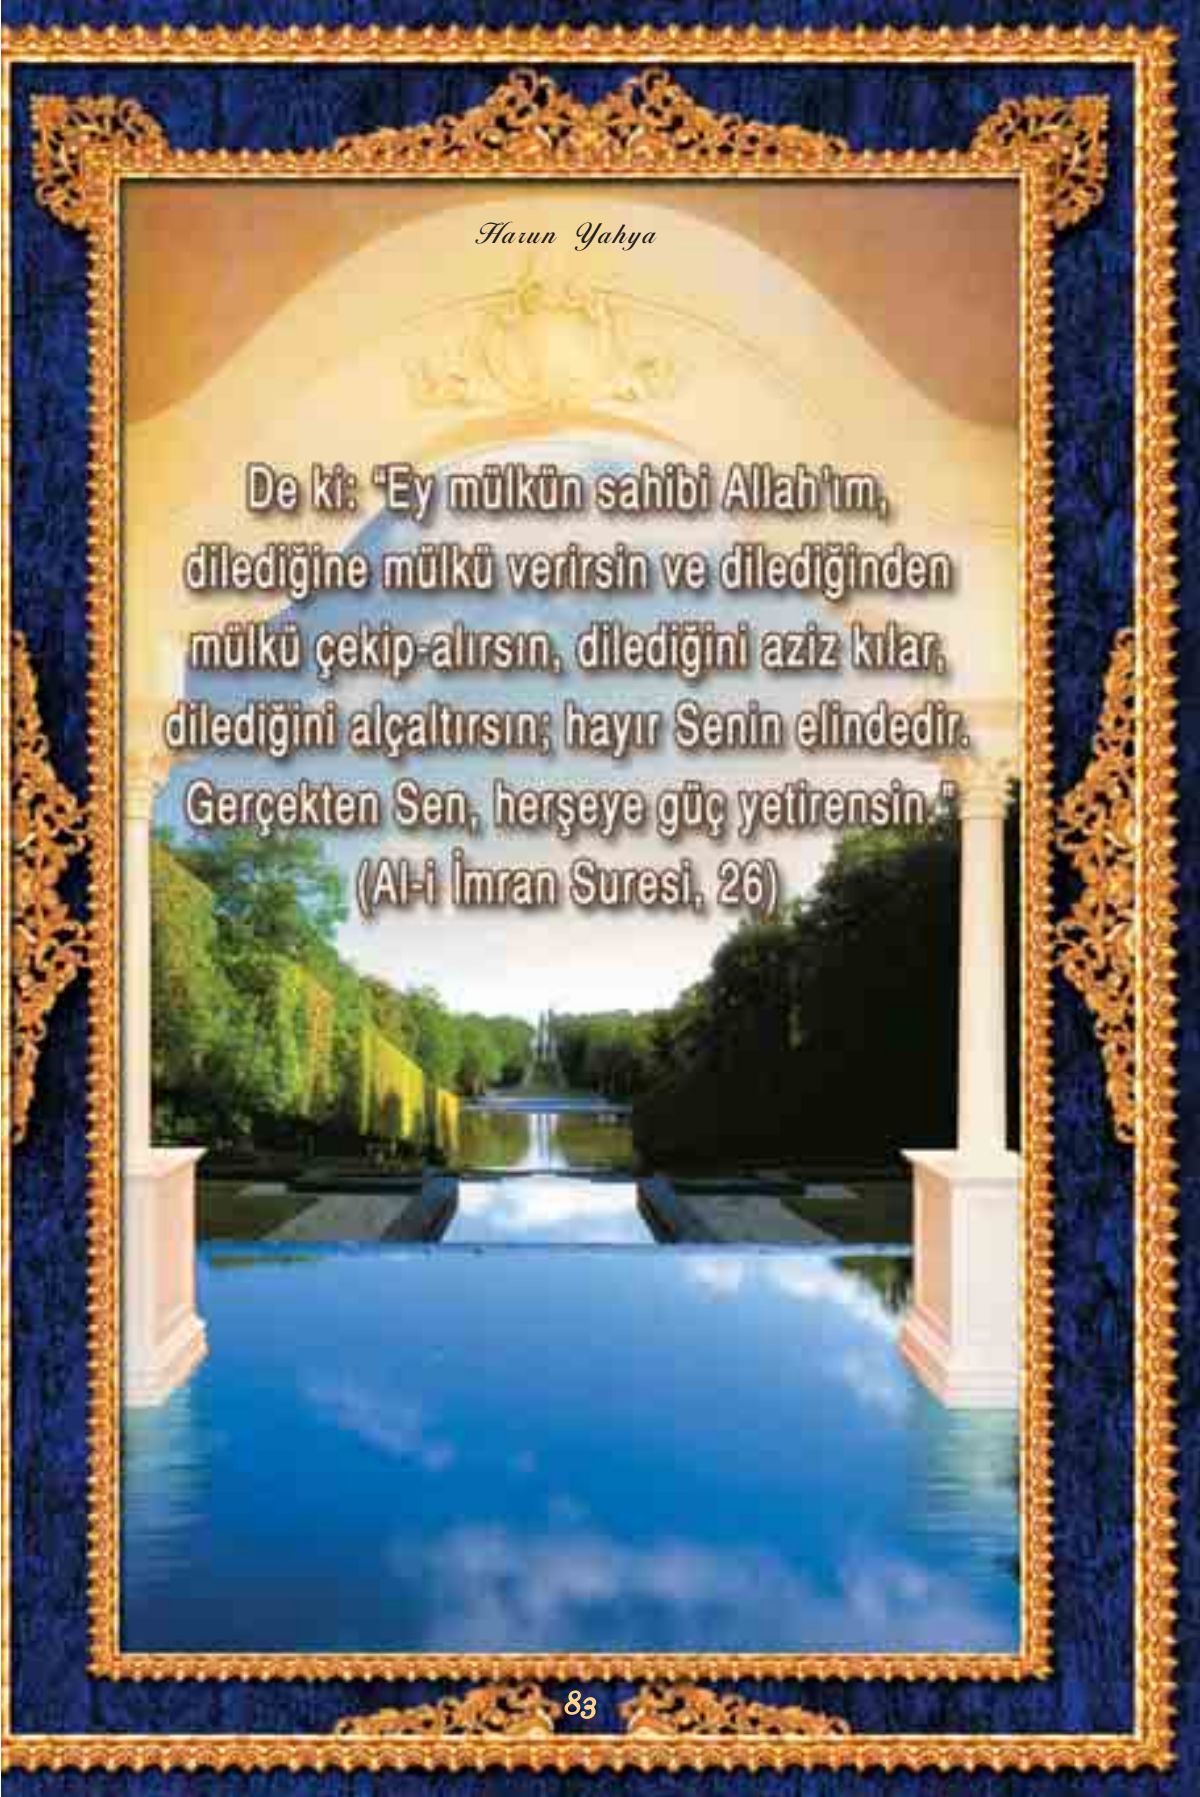 Harun Yahya
De ki: "Ey mülkün sahibi Allah'ım,
dilediğine mülkü verirsin ve dilediğinden
mülkü çekip-alırsın, dilediğini aziz kılar,
dilediğini alçaltırsın; hayır Senin elindedir.
Gerçekten Sen, herşeye güç yetirensin."
(Al-i İmran Suresi, 26)
83